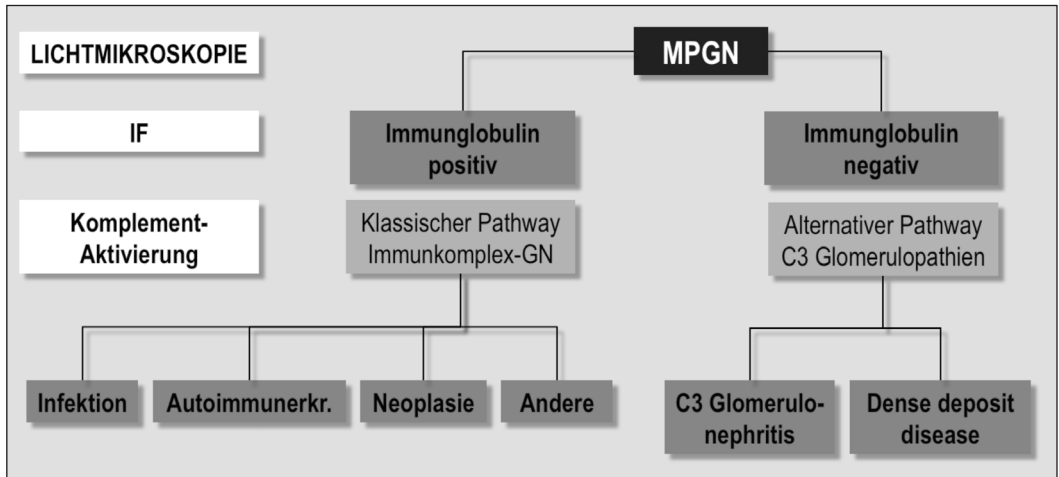 LICHTMIKROSKOPIE
MPGN
IF
Immunglobulin
positiv
Immunglobulin
negativ
Komplement-
Aktivierung
Klassischer Pathway
Immunkomplex-GN
Alternativer Pathway
C3 Glomerulopathien
Infektion
Autoimmunerkr.
Neoplasie
Andere
C3 Glomerulo-
nephritis
Dense deposit
disease